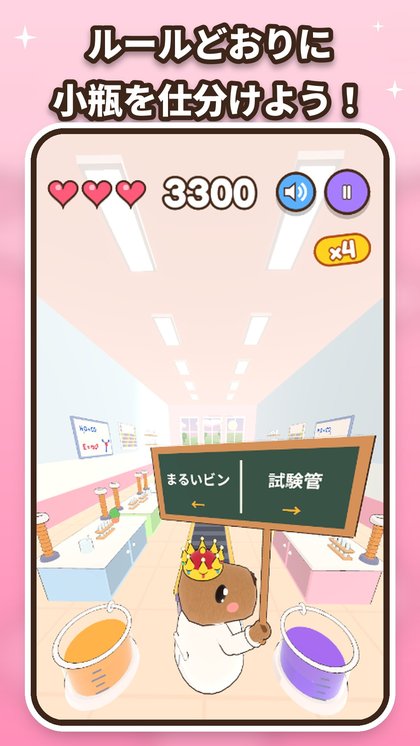 ルールどおりに
小瓶を仕分けよう！
3300
×4
まるいビン 試験管
← →